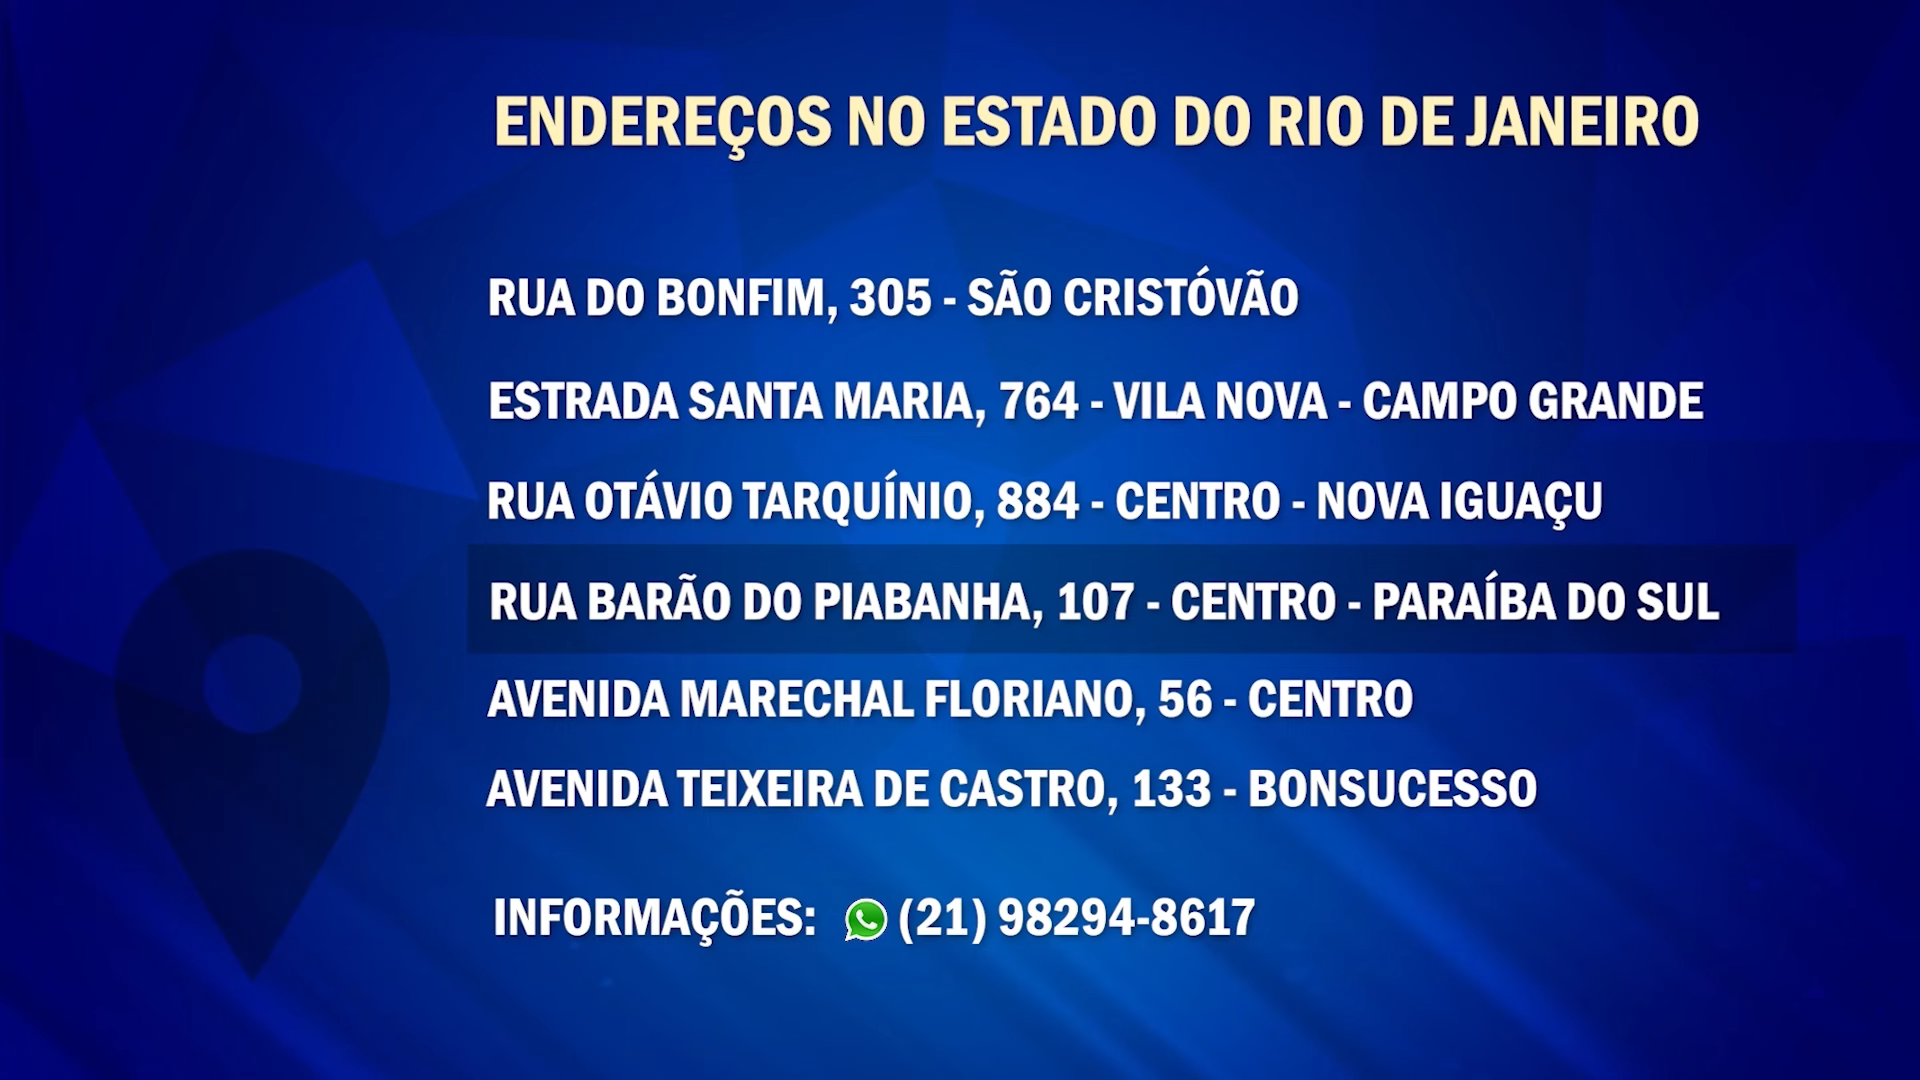 ENDEREÇOS NO ESTADO DO RIO DE JANEIRO
RUA DO BONFIM, 305 - SÃO CRISTÓVÃO
ESTRADA SANTA MARIA, 764 - VILA NOVA - CAMPO GRANDE
RUA OTÁVIO TARQUÍNIO, 884 - CENTRO - NOVA IGUAÇU
RUA BARÃO DO PIABANHA, 107 - CENTRO - PARAÍBA DO SUL
AVENIDA MARECHAL FLORIANO, 56 - CENTRO
AVENIDA TEIXEIRA DE CASTRO, 133 - BONSUCESSO
INFORMAÇÕES: (21) 98294-8617